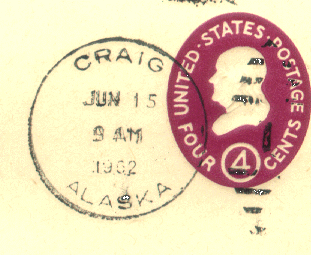 CRAIG
JUN 15
9 AM
1962
ALASKA
UNITED·STATES·POSTAGE
FOUR 4 CENTS